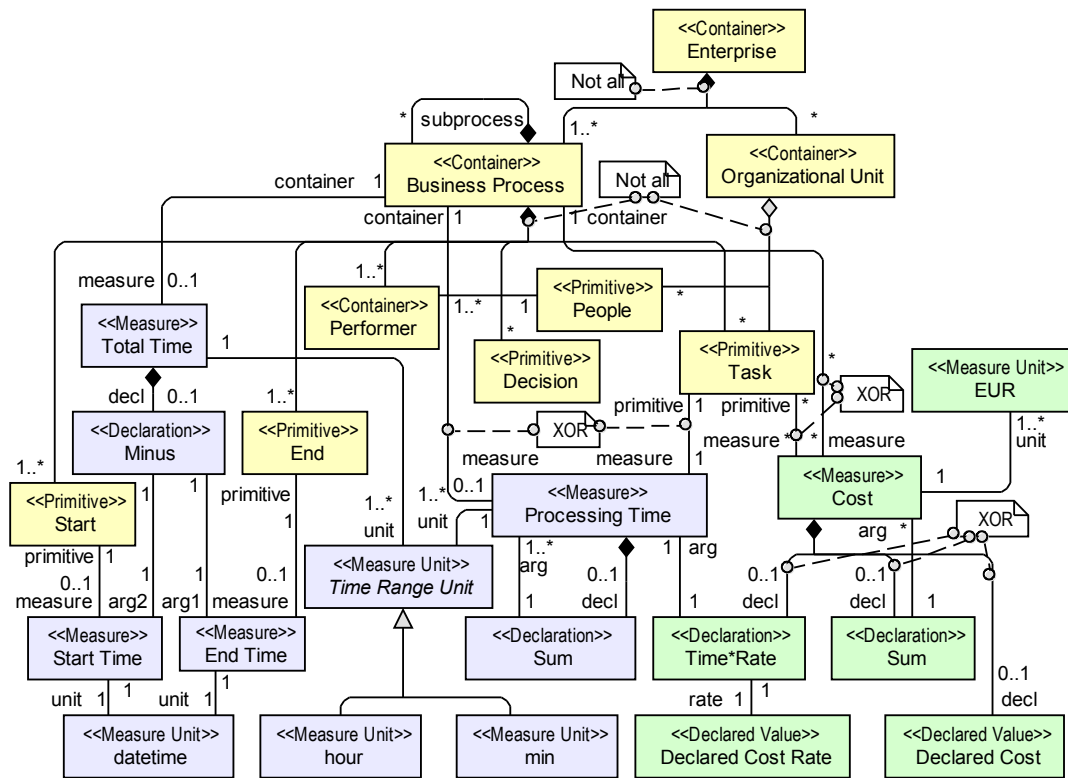 <<Container>>
Enterprise
Not all
* subprocess
1..*
*
<<Container>>
Business Process
<<Container>>
Organizational Unit
Not all
container 1
container 1
1 container
measure 0..1
1..*
<<Container>>
Performer
1..* 1
<<Primitive>>
People
*
<<Measure>>
Total Time
1
*
<<Primitive>>
Decision
*
<<Primitive>>
Task
*
XOR
<<Measure Unit>>
EUR
decl 0..1
<<Declaration>>
Minus
1..*
<<Primitive>>
End
primitive 1
primitive *
XOR
measure
measure
1
measure *
* measure
1..*
unit
1..*
<<Primitive>>
Start
1
1
primitive
1
1..*
unit
0..1
1..*
unit
1
<<Measure>>
Processing Time
<<Measure>>
Cost
1
XOR
primitive
1
0..1
measure
1
arg2
1
arg1
0..1
measure
<<Measure Unit>>
Time Range Unit
1..*
arg
1
0..1
decl
1
arg
1
0..1
decl
arg *
0..1
decl
1
<<Measure>>
Start Time
<<Measure>>
End Time
<<Declaration>>
Sum
<<Declaration>>
Time*Rate
<<Declaration>>
Sum
unit 1 1
unit 1 1
rate 1 1
0..1
decl
<<Measure Unit>>
datetime
<<Measure Unit>>
hour
<<Measure Unit>>
min
<<Declared Value>>
Declared Cost Rate
<<Declared Value>>
Declared Cost